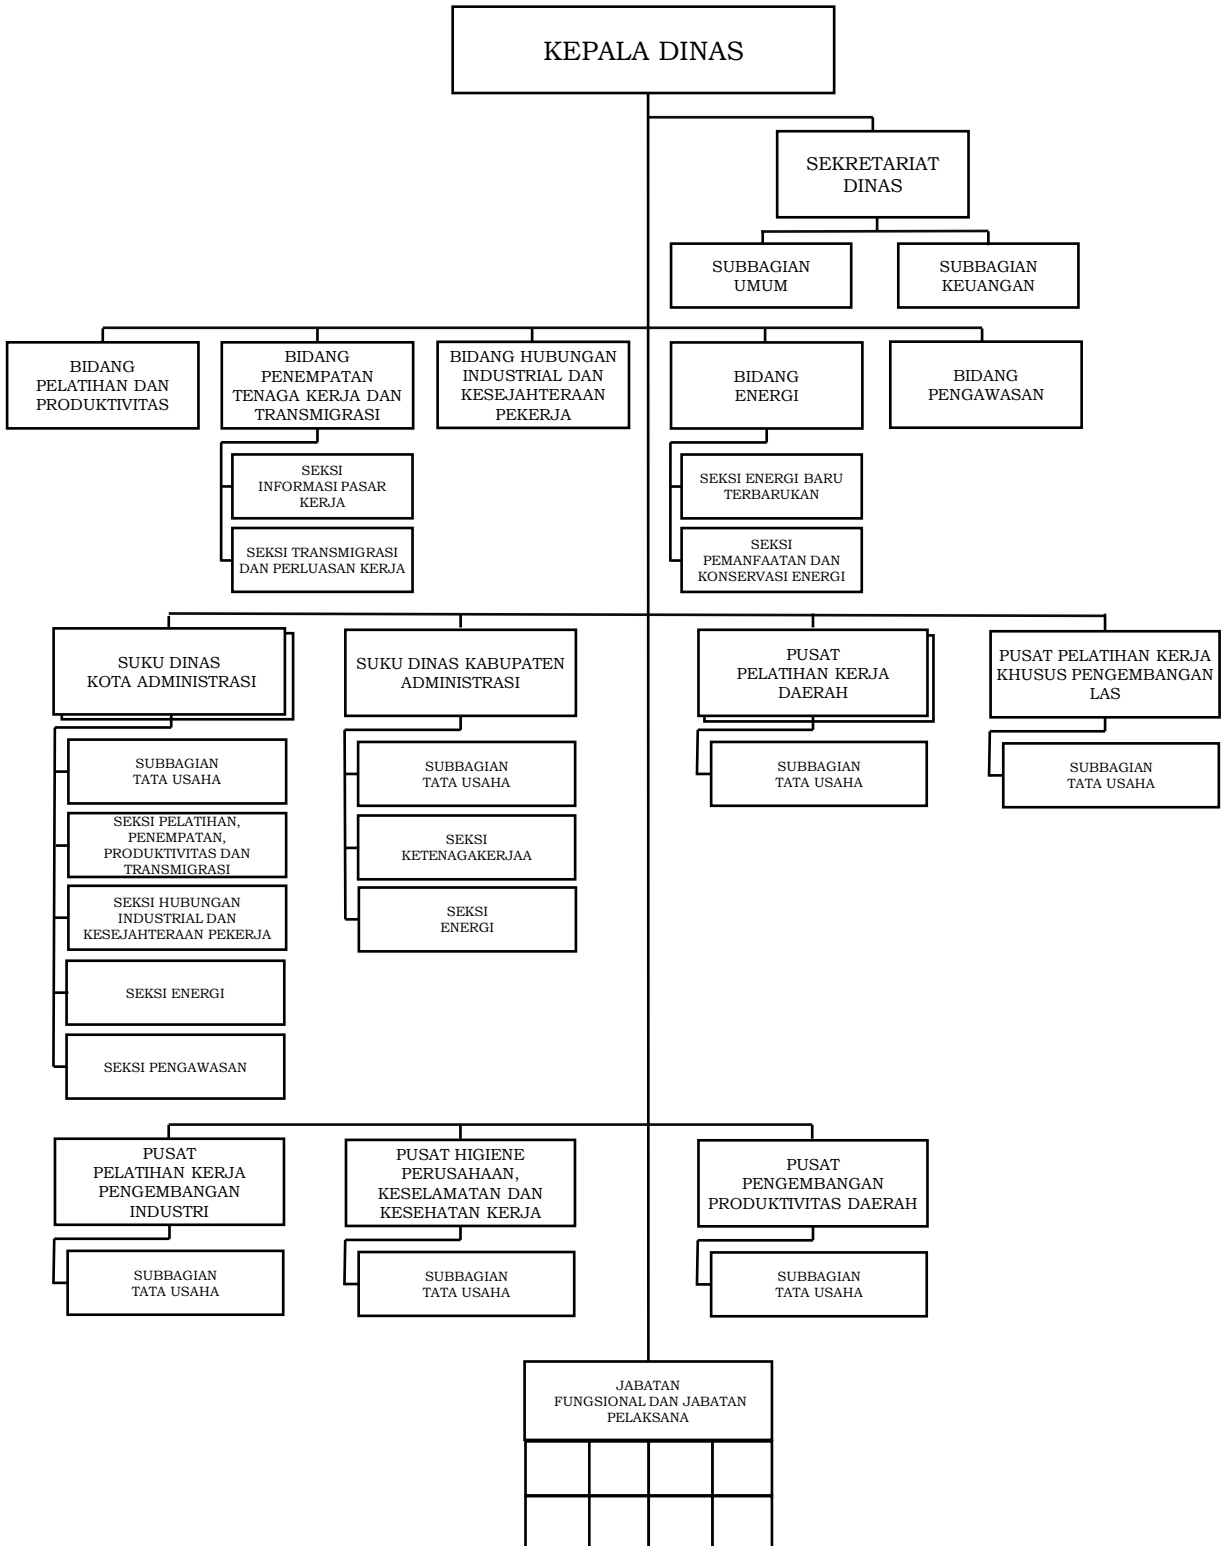 KEPALA DINAS
SEKRETARIAT
DINAS
SUBBAGIAN
UMUM
SUBBAGIAN
KEUANGAN
BIDANG
PELATIHAN DAN
PRODUKTIVITAS
BIDANG
PENEMPATAN
TENAGA KERJA DAN
TRANSMIGRASI
BIDANG HUBUNGAN
INDUSTRIAL DAN
KESEJAHTERAAN
PEKERJA
BIDANG
ENERGI
BIDANG
PENGAWASAN
SEKSI
INFORMASI PASAR
KERJA
SEKSI TRANSMIGRASI
DAN PERLUASAN KERJA
SEKSI ENERGI BARU
TERBARUKAN
SEKSI
PEMANFAATAN DAN
KONSERVASI ENERGI
SUKU DINAS
KOTA ADMINISTRASI
SUKU DINAS KABUPATEN
ADMINISTRASI
PUSAT
PELATIHAN KERJA
DAERAH
PUSAT PELATIHAN KERJA
KHUSUS PENGEMBANGAN
LAS
SUBBAGIAN
TATA USAHA
SEKSI PELATIHAN,
PENEMPATAN,
PRODUKTIVITAS DAN
TRANSMIGRASI
SEKSI HUBUNGAN
INDUSTRIAL DAN
KESEJAHTERAAN PEKERJA
SEKSI ENERGI
SEKSI PENGAWASAN
SUBBAGIAN
TATA USAHA
SEKSI
KETENAGAKERJAA
SEKSI
ENERGI
SUBBAGIAN
TATA USAHA
SUBBAGIAN
TATA USAHA
PUSAT
PELATIHAN KERJA
PENGEMBANGAN
INDUSTRI
PUSAT HIGIENE
PERUSAHAAN,
KESELAMATAN DAN
KESEHATAN KERJA
PUSAT
PENGEMBANGAN
PRODUKTIVITAS DAERAH
SUBBAGIAN
TATA USAHA
SUBBAGIAN
TATA USAHA
SUBBAGIAN
TATA USAHA
JABATAN
FUNGSIONAL DAN JABATAN
PELAKSANA